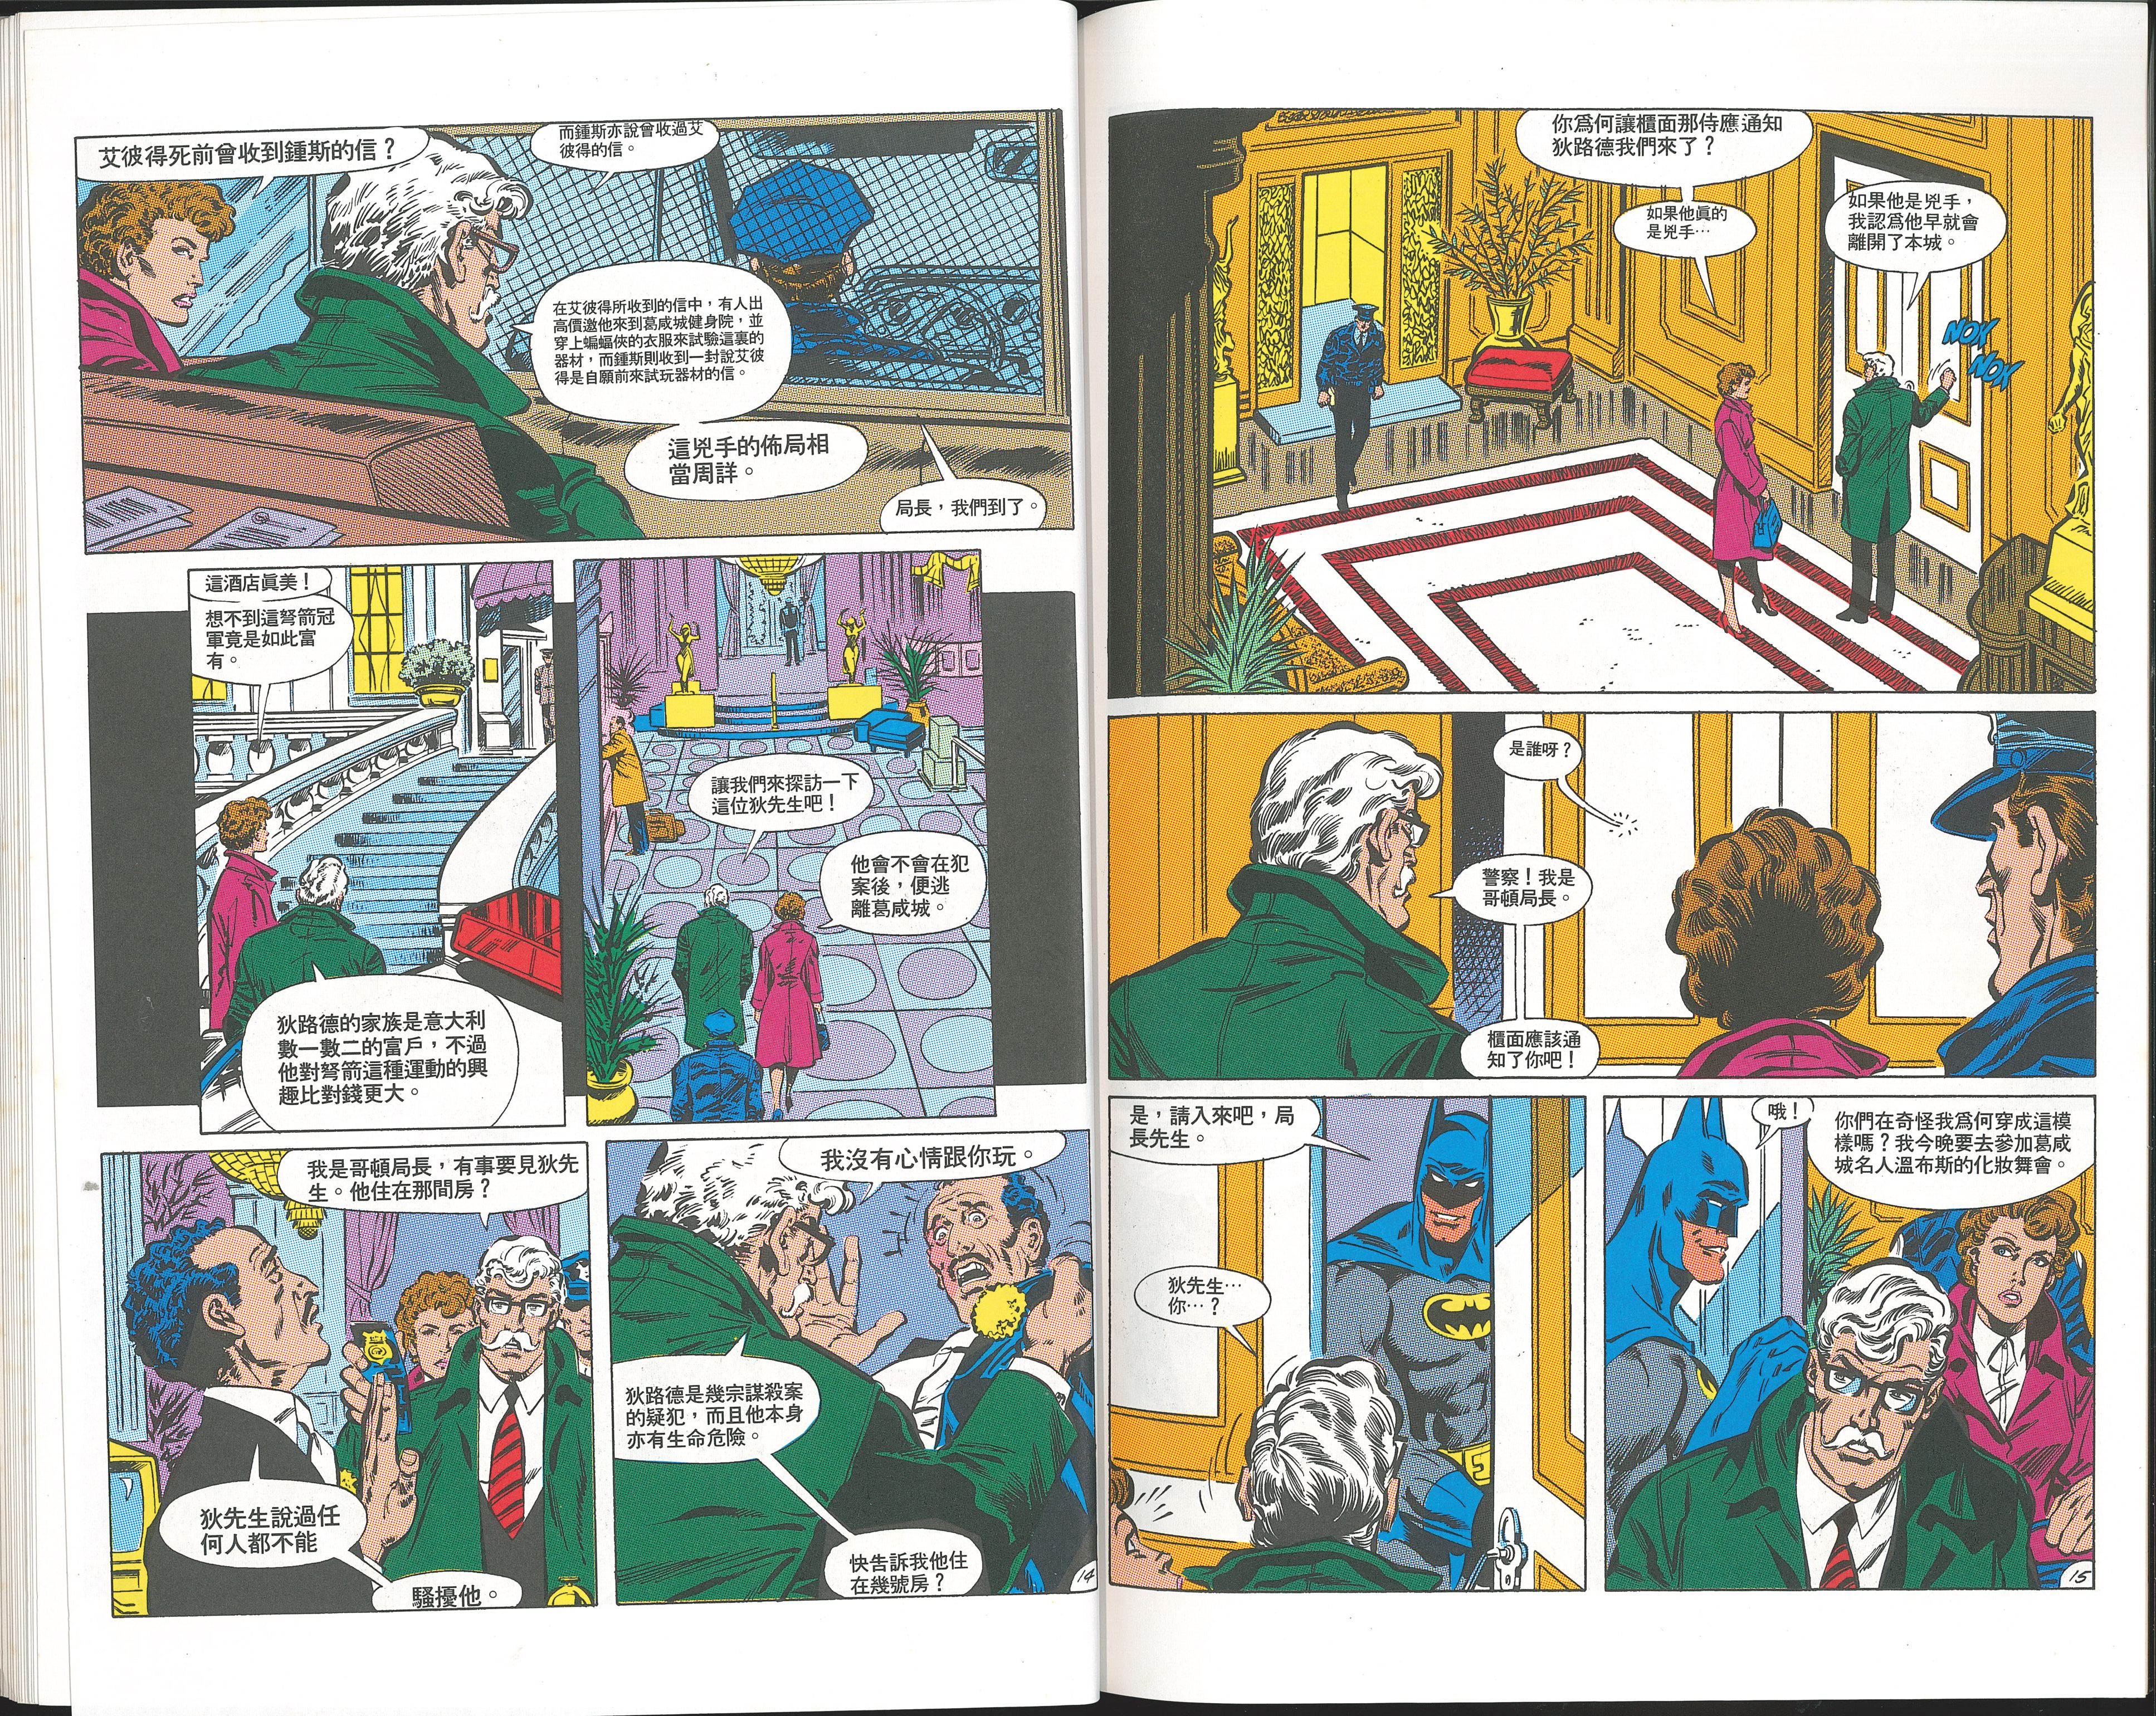 艾彼得死前曾收到鍾斯的信？
而鍾斯亦說曾收過艾
彼得的信。
在艾彼得所收到的信中，有人出
高價邀他來到葛咸城健身院，並
穿上蝙蝠俠的衣服來試驗這裏的
器材，而鍾斯則收到一封說艾彼
得是自願前來試玩器材的信。
這兇手的佈局相
當周詳。
局長，我們到了。
這酒店眞美！
想不到這弩箭冠
軍竟是如此富
有。
狄路德的家族是意大利
數一數二的富戶，不過
他對弩箭這種運動的興
趣比對錢更大。
讓我們來探訪一下
這位狄先生吧！
他會不會在犯
案後，便逃
離葛咸城。
我是哥頓局長，有事要見狄先
生。他住在那間房？
狄先生說過任
何人都不能
騷擾他。
我沒有心情跟你玩。
狄路德是幾宗謀殺案
的疑犯，而且他本身
亦有生命危險。
快告訴我他住
在幾號房？
14
你爲何讓櫃面那侍應通知
狄路德我們來了？
如果他眞的
是兇手…
如果他是兇手，
我認爲他早就會
離開了本城。
NOX
NOX
是誰呀？
警察！我是
哥頓局長。
櫃面應該通
知了你吧！
是，請入來吧，局
長先生。
狄先生…
你…？
哦！
你們在奇怪我爲何穿成這模
樣嗎？我今晚要去參加葛咸
城名人溫布斯的化妝舞會。
15